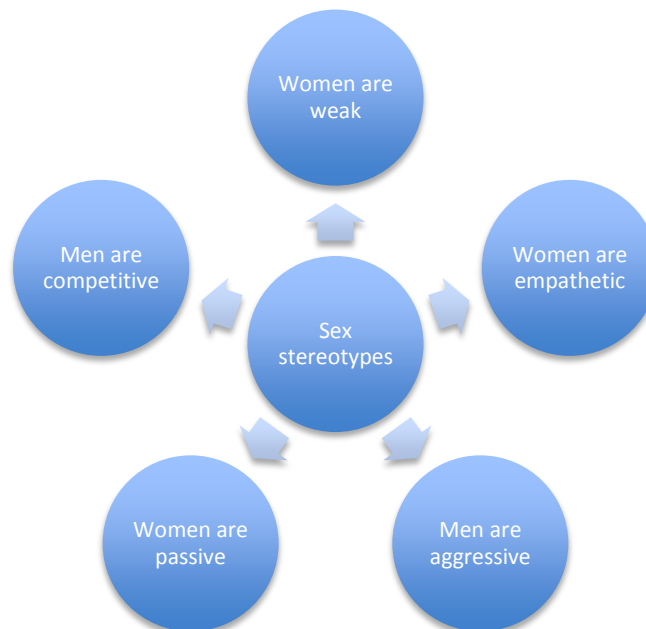 Women are
weak
Women are
empathetic
Men are
aggressive
Women are
passive
Men are
competitive
Sex
stereotypes